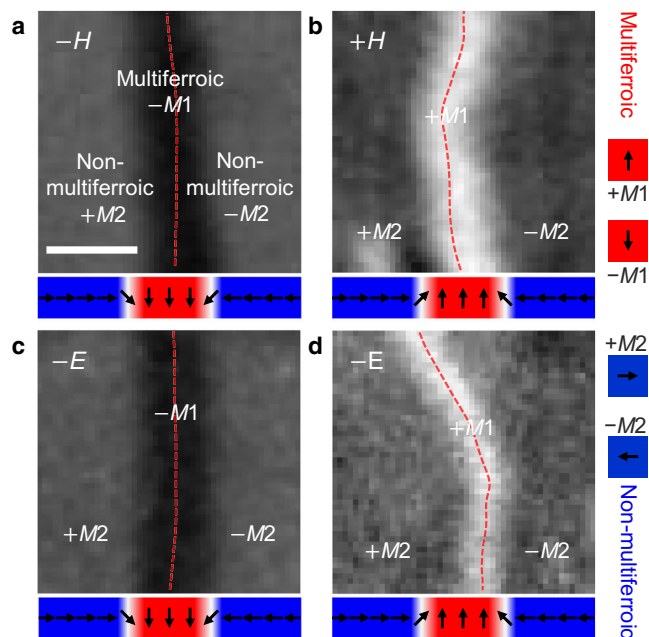 a
−H
Multiferroic
−M1
Non-
multiferroic
+M2
Non-
multiferroic
−M2
b
+H
+M1
+M2
−M2
Multiferroic
+M1
−M1
c
−E
−M1
+M2
−M2
d
−E
+M1
+M2
−M2
+M2
−M2
Non-multiferroic